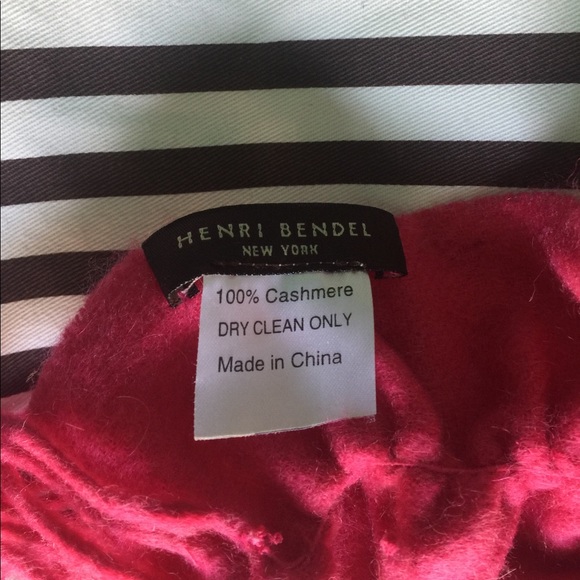 HENRI BENDEL
NEW YORK
100% Cashmere
DRY CLEAN ONLY
Made in China